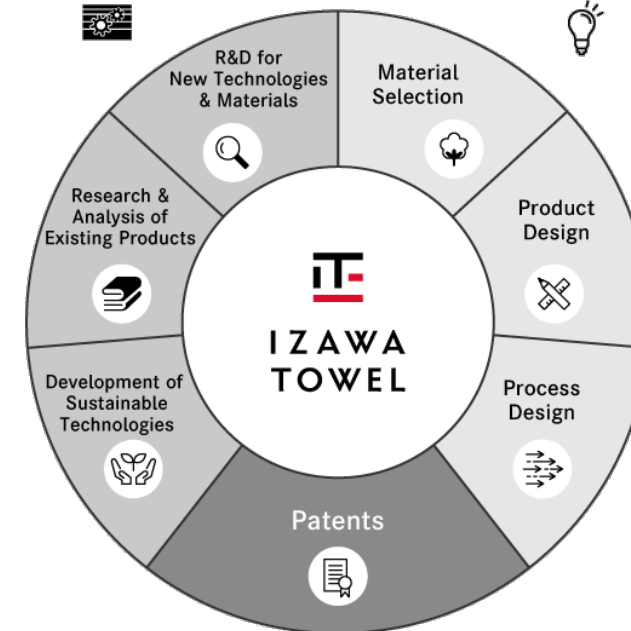 R&D for
New Technologies
& Materials
Material
Selection
Research &
Analysis of
Existing Products
Product
Design
IZAWA
TOWEL
Development of
Sustainable
Technologies
Process
Design
Patents